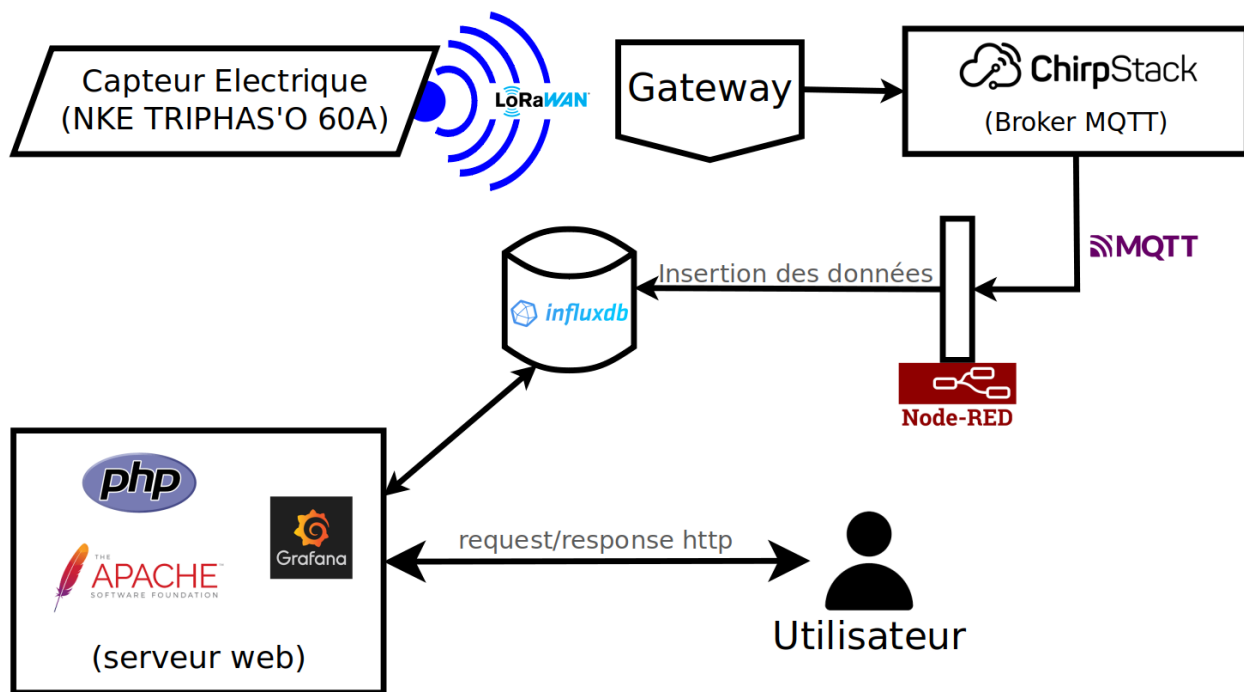 Capteur Electrique
(NKE TRIPHAS'O 60A)
LoRaWAN
Gateway
ChirpStack
(Broker MQTT)
MQTT
Insertion des données
influxdb
Node-RED
php
Grafana
THE
APACHE
SOFTWARE FOUNDATION
(serveur web)
request/response http
Utilisateur